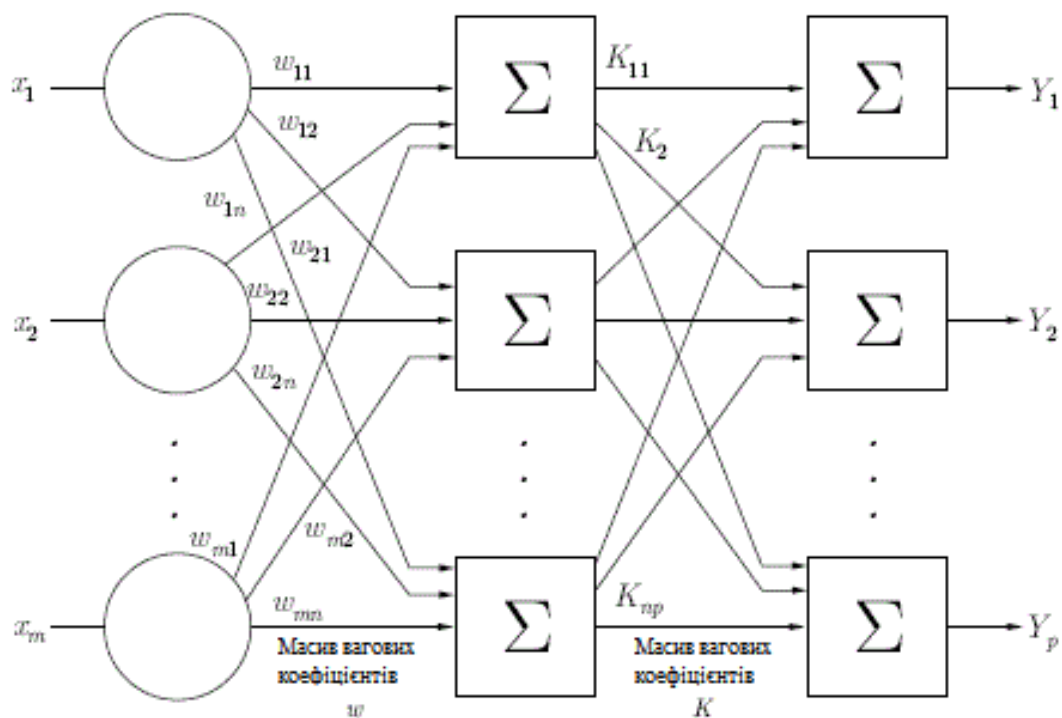 x₁
w₁₁
w₁₂
w₁ₙ
Σ
K₁₁
K₂
Σ
Y₁
x₂
w₂₁
w₂₂
w₂ₙ
Σ
Σ
Y₂
xₘ
wₘ₁
wₘ₂
wₘₙ
Σ
Kₙₚ
Σ
Yₚ
Масив вагових
коефіцієнтів
w
Масив вагових
коефіцієнтів
K